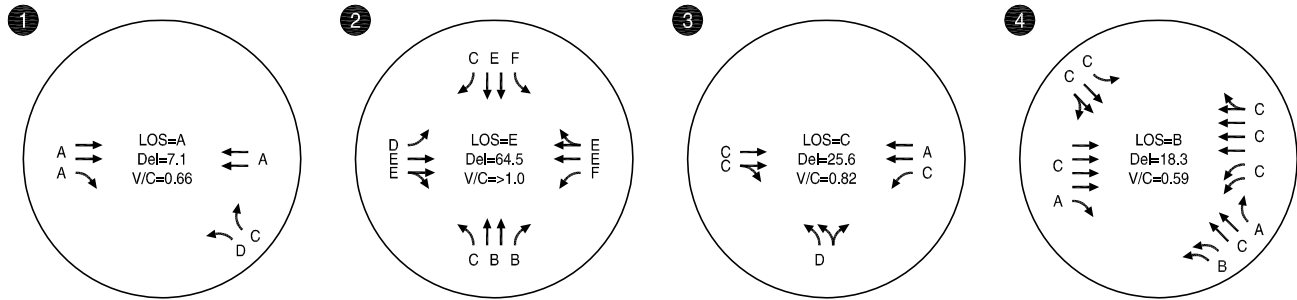 1
A
A
LOS=A
Del=7.1
V/C=0.66
A
C
D
2
C E F
D
E
E
LOS=E
Del=64.5
V/C=>1.0
E
E
F
C B B
3
C
C
LOS=C
Del=25.6
V/C=0.82
A
C
D
4
C
C
C
A
LOS=B
Del=18.3
V/C=0.59
C
C
C
A
C
B